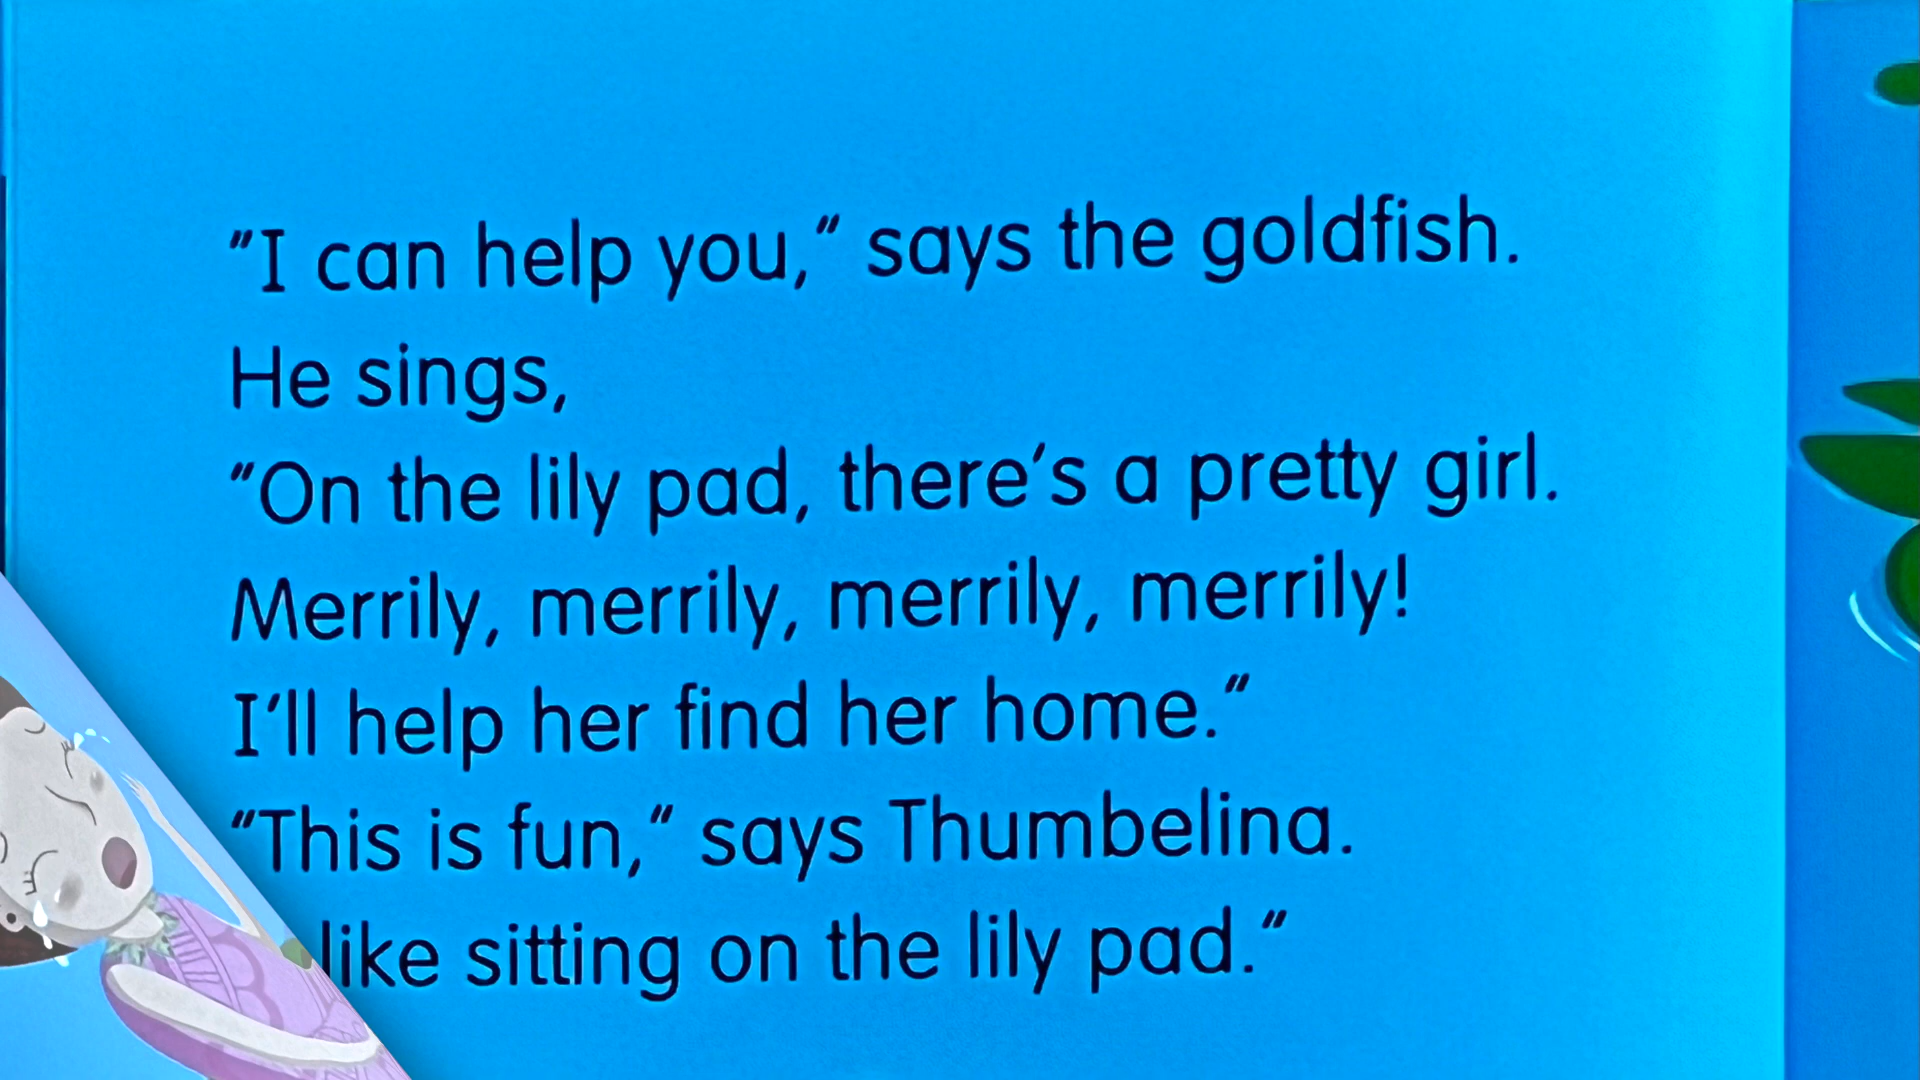 "I can help you," says the goldfish.
He sings,
"On the lily pad, there's a pretty girl.
Merrily, merrily, merrily, merrily!
I'll help her find her home."
"This is fun," says Thumbelina.
like sitting on the lily pad."